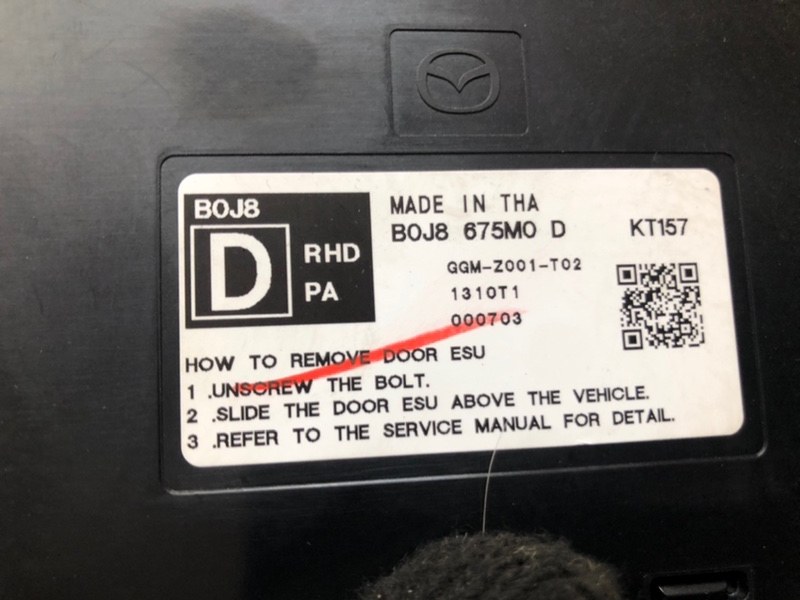 B0J8
D
RHD
PA
MADE IN THA
B0J8 675M0 D
KT157
GGM-Z001-T02
1310T1
000703
HOW TO REMOVE DOOR ESU
1 .UNSCREW THE BOLT.
2 .SLIDE THE DOOR ESU ABOVE THE VEHICLE.
3 .REFER TO THE SERVICE MANUAL FOR DETAIL.